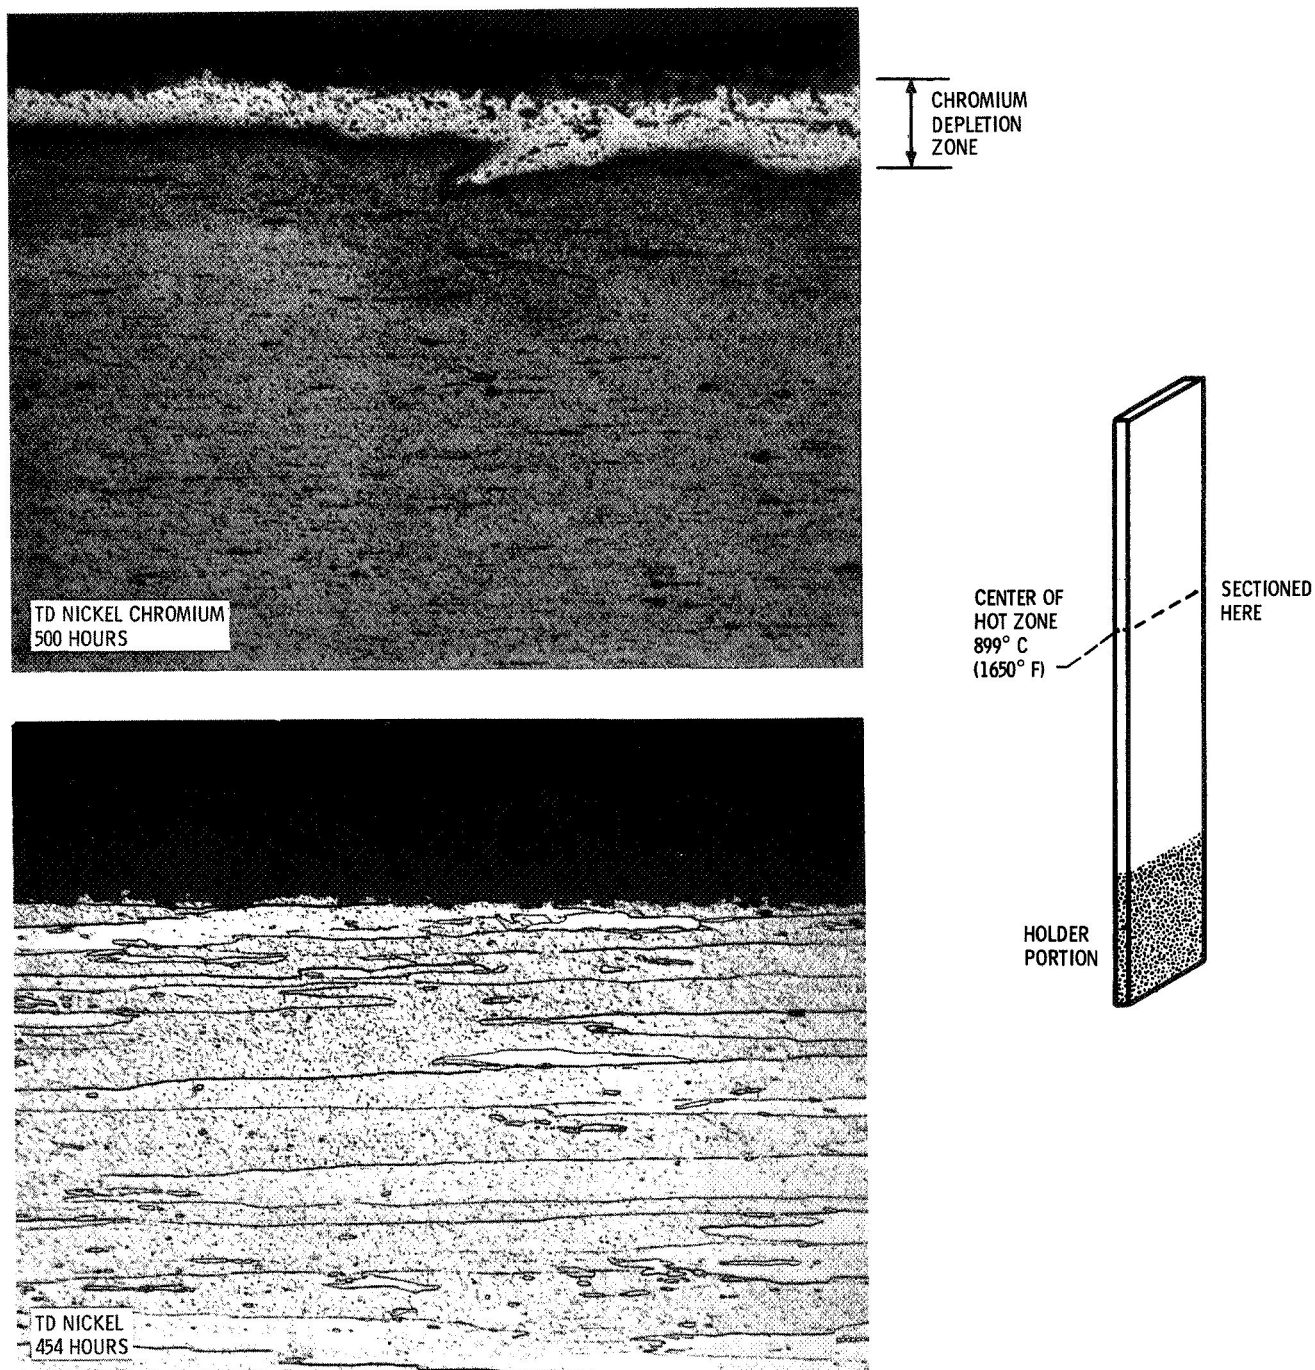 CHROMIUM
DEPLETION
ZONE
TD NICKEL CHROMIUM
500 HOURS
CENTER OF
HOT ZONE
899° C
(1650° F)
SECTIONED
HERE
HOLDER
PORTION
TD NICKEL
454 HOURS